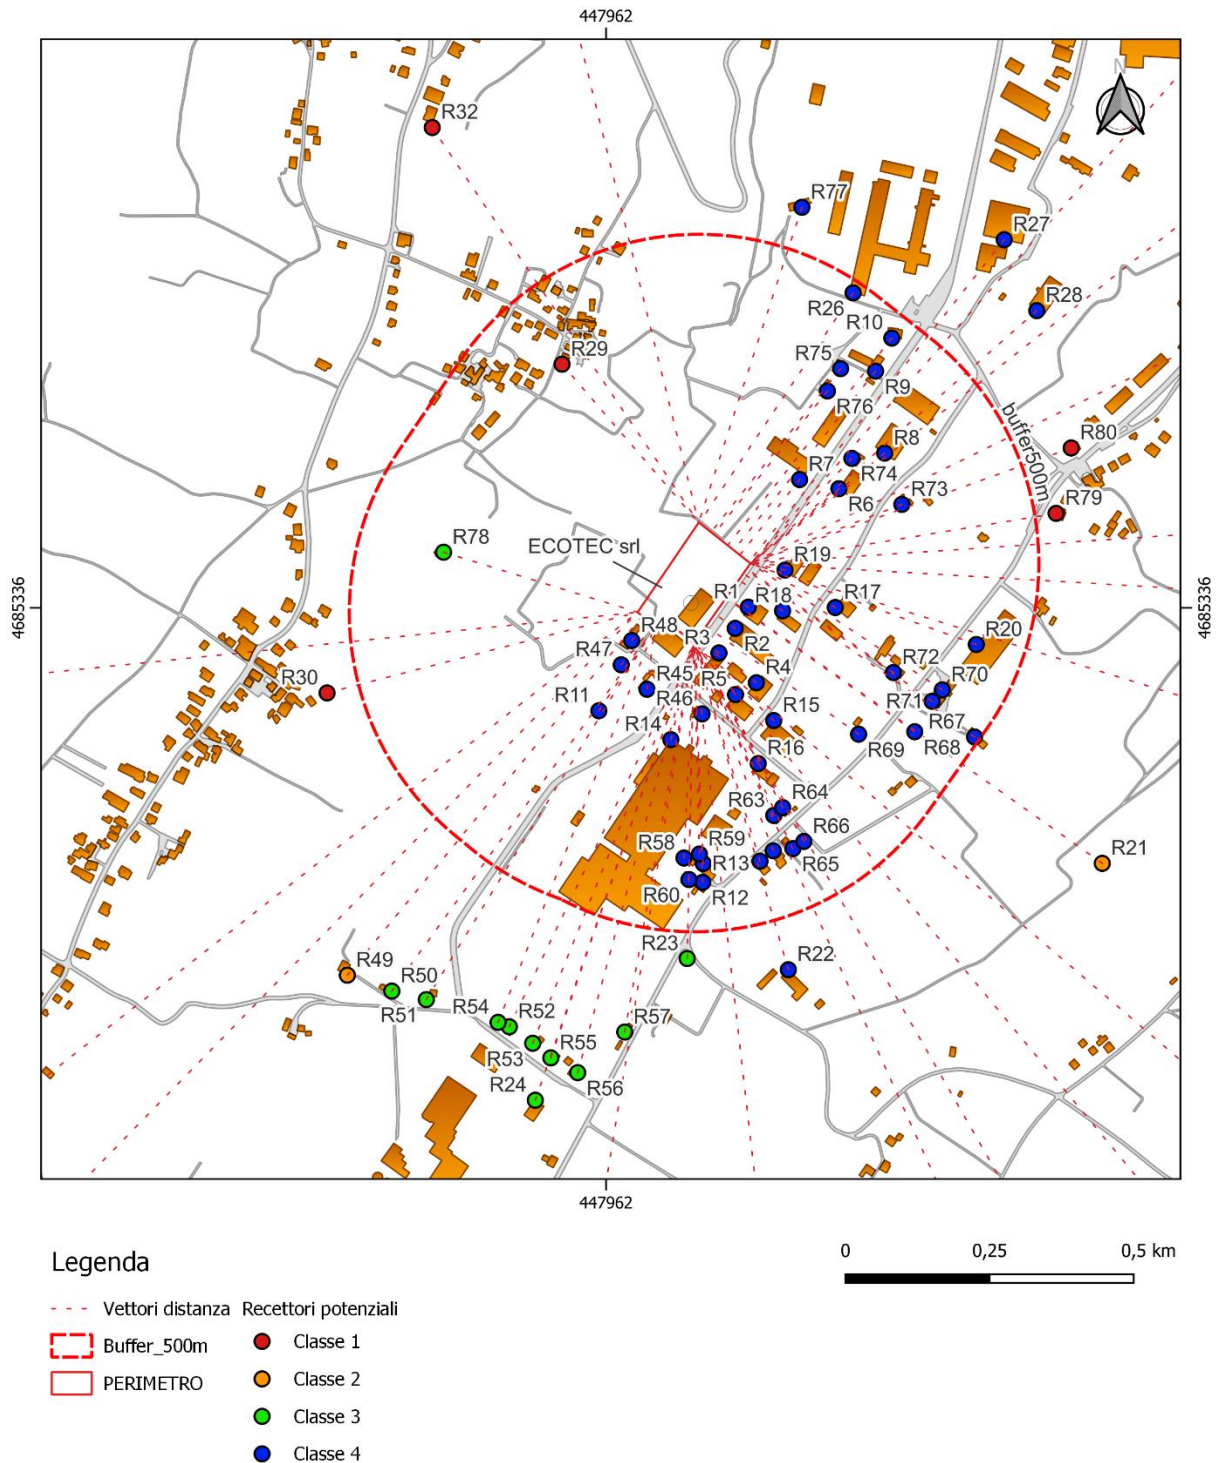 447962
N
R32
R77
R27
R28
R26
R10
R29
R75
R9
R76
buffer500m
R80
R8
R7
R74
R6
R73
R79
R78
ECOTEC srl
R19
4685336
4685336
R1
R18
R17
R48
R3
R2
R20
R47
R72
R30
R45
R5
R4
R70
R11
R46
R71
R14
R15
R67
R69
R68
R16
R63
R64
R66
R58
R59
R13
R65
R21
R60
R12
R23
R22
R49
R50
R51
R54
R52
R57
R53
R55
R24
R56
447962
Legenda
0 0,25 0,5 km
Vettori distanza
Recettori potenziali
Buffer_500m
Classe 1
PERIMETRO
Classe 2
Classe 3
Classe 4